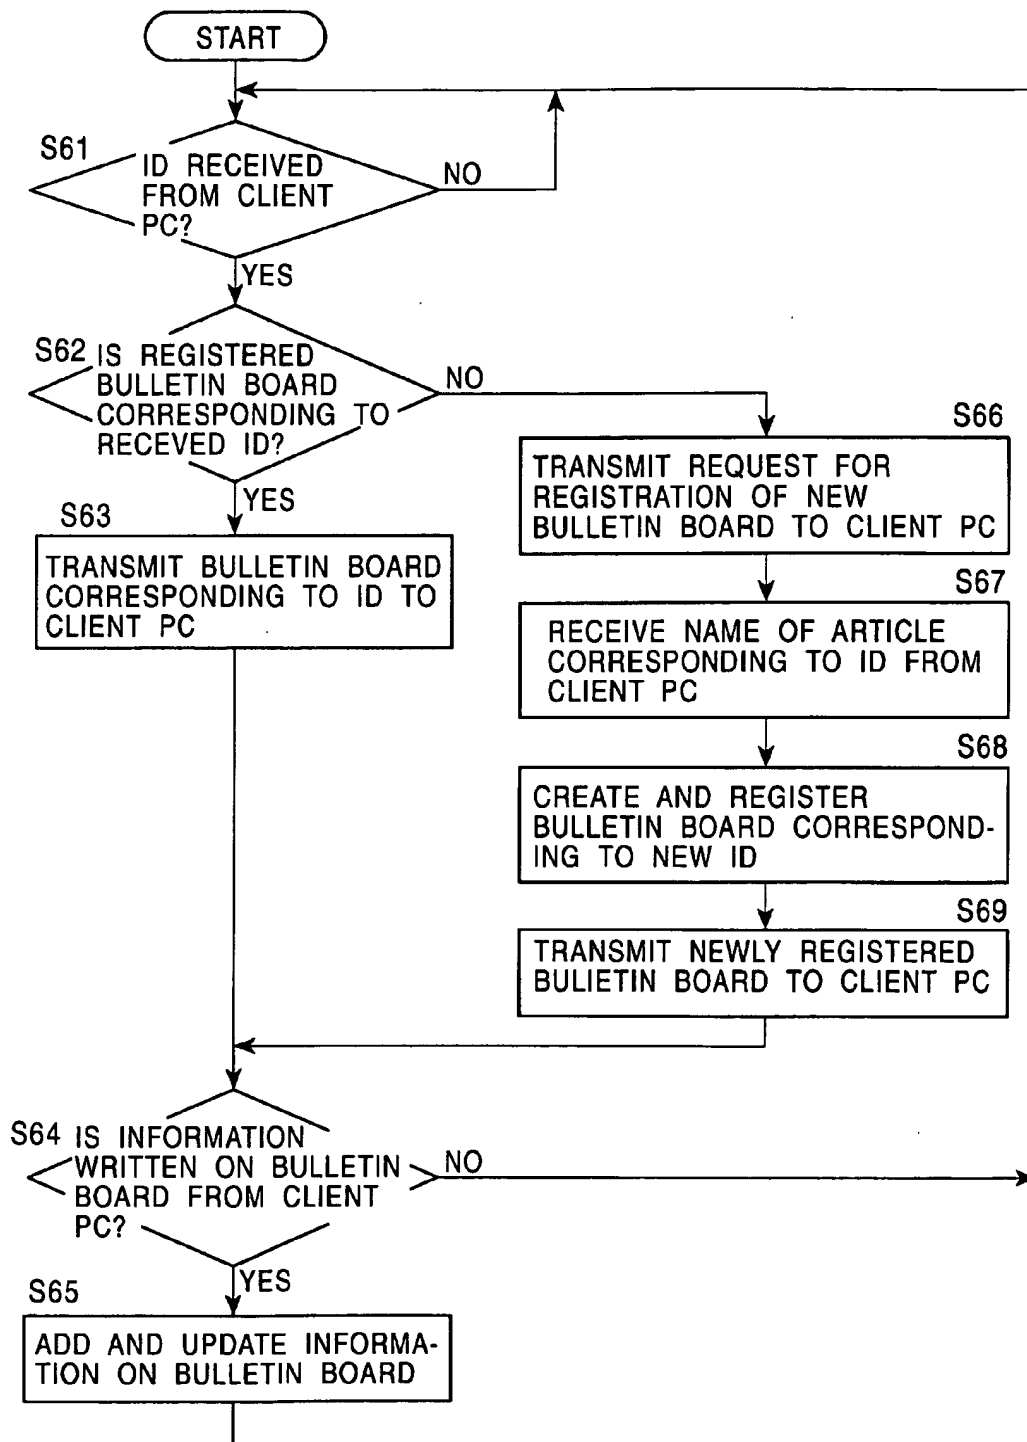 START
S61
ID RECEIVED
FROM CLIENT
PC?
NO
YES
S62
IS REGISTERED
BULLETIN BOARD
CORRESPONDING TO
RECEVED ID?
NO
YES
S63
TRANSMIT BULLETIN BOARD
CORRESPONDING TO ID TO
CLIENT PC
S66
TRANSMIT REQUEST FOR
REGISTRATION OF NEW
BULLETIN BOARD TO CLIENT PC
S67
RECEIVE NAME OF ARTICLE
CORRESPONDING TO ID FROM
CLIENT PC
S68
CREATE AND REGISTER
BULLETIN BOARD CORRESPOND-
ING TO NEW ID
S69
TRANSMIT NEWLY REGISTERED
BULIETIN BOARD TO CLIENT PC
S64
IS INFORMATION
WRITTEN ON BULLETIN
BOARD FROM CLIENT
PC?
NO
YES
S65
ADD AND UPDATE INFORMA-
TION ON BULLETIN BOARD